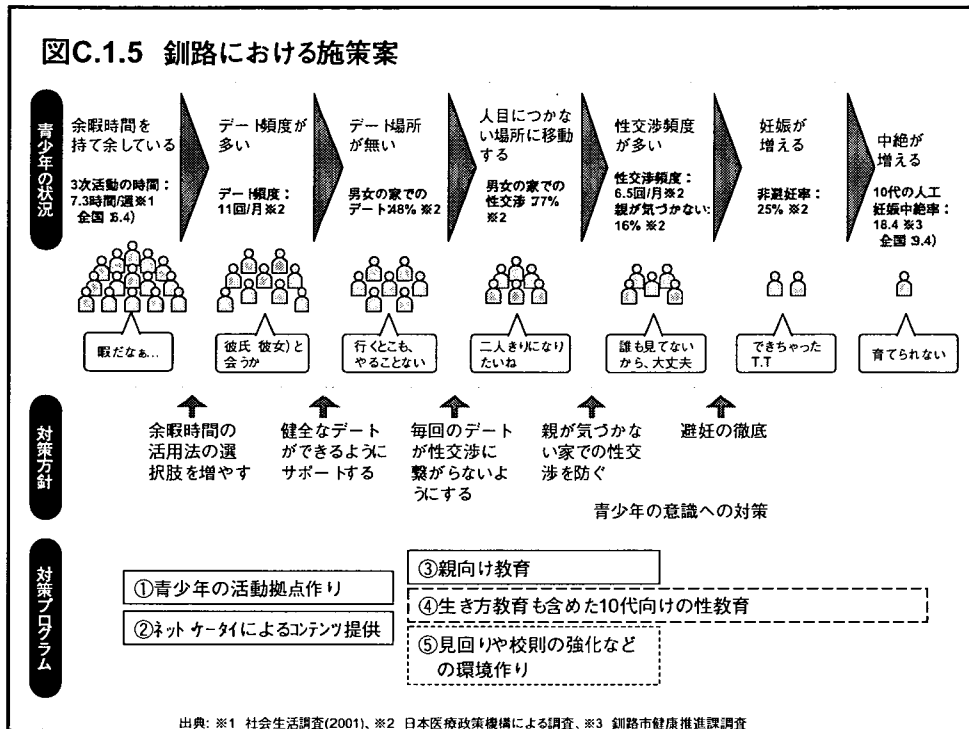 図C.1.5 釧路における施策案
青少年の状況
余暇時間を
持て余している
3次活動の時間:
7.3時間/週※1
全国 :6.4)
デート頻度が
多い
デート頻度:
11回/月※2
デート場所
が無い
男女の家での
デート:48% ※2
人目につか
ない場所に移動
する
男女の家での
性交渉:77%
※2
性交渉頻度
が多い
性交渉頻度:
6.5回/月※2
親が気づかない:
16% ※2
妊娠が
増える
非避妊率:
25% ※2
中絶が
増える
10代の人工
妊娠中絶率:
18.4 ※3
全国 :9.4)
暇だなぁ…
彼氏 彼女)と
会うか
行くとこも、
やることない
二人きりになり
たいね
誰も見てない
から、大丈夫
できちゃった
T.T
育てられない
対策方針
余暇時間の
活用法の選
択肢を増やす
健全なデート
ができるように
サポートする
毎回のデート
が性交渉に
繋がらないよ
うにする
親が気づかな
い家での性交
渉を防ぐ
避妊の徹底
青少年の意識への対策
対策プログラム
①青少年の活動拠点作り
②ネット ケータイによるコンテンツ提供
③親向け教育
④生き方教育も含めた10代向けの性教育
⑤見回りや校則の強化など
の環境作り
出典: ※1 社会生活調査(2001)、※2 日本医療政策機構による調査、※3 釧路市健康推進課調査